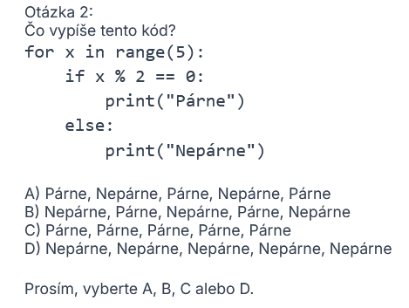 Otázka 2:
Čo vypíše tento kód?
for x in range(5):
    if x % 2 == 0:
        print("Párne")
    else:
        print("Nepárne")
A) Párne, Nepárne, Párne, Nepárne, Párne
B) Nepárne, Párne, Nepárne, Párne, Nepárne
C) Párne, Párne, Párne, Párne, Párne
D) Nepárne, Nepárne, Nepárne, Nepárne, Nepárne
Prosím, vyberte A, B, C alebo D.